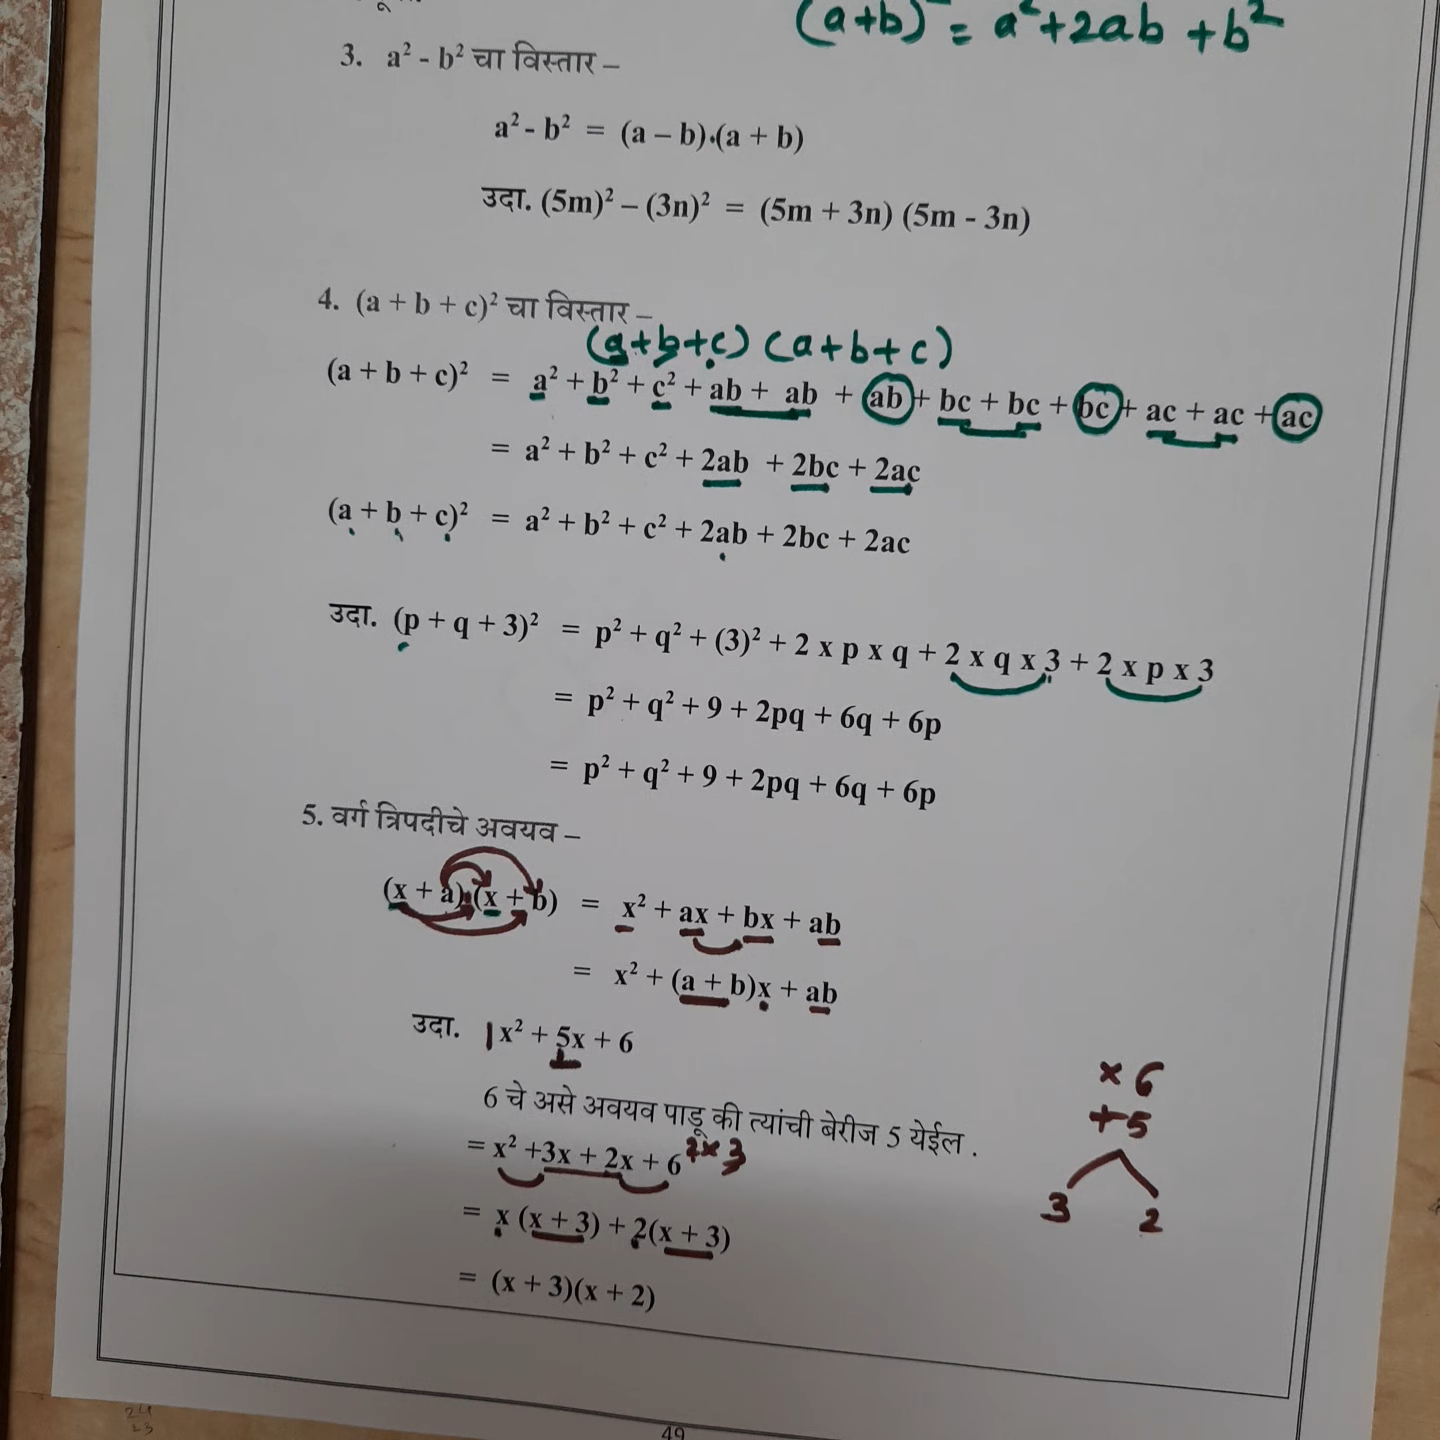 (a+b)² = a²+2ab +b²
3. a² - b² चा विस्तार –
a² - b² = (a – b).(a + b)
उदा. (5m)² – (3n)² = (5m + 3n) (5m - 3n)
4. (a + b + c)² चा विस्तार –
(a+b+c) (a+b+c)
(a + b + c)² = a² + b² + c² + ab + ab + ab + bc + bc + bc + ac + ac + ac
= a² + b² + c² + 2ab + 2bc + 2ac
(a + b + c)² = a² + b² + c² + 2ab + 2bc + 2ac
उदा. (p + q + 3)² = p² + q² + (3)² + 2 x p x q + 2 x q x 3 + 2 x p x 3
= p² + q² + 9 + 2pq + 6q + 6p
= p² + q² + 9 + 2pq + 6q + 6p
5. वर्ग त्रिपदीचे अवयव –
(x + a).(x + b) = x² + ax + bx + ab
= x² + (a + b)x + ab
उदा. 1x² + 5x + 6
x 6
+5
3 2
6 चे असे अवयव पाडू की त्यांची बेरीज 5 येईल .
= x² +3x + 2x + 6 2x3
= x (x + 3) + 2(x + 3)
= (x + 3)(x + 2)
49